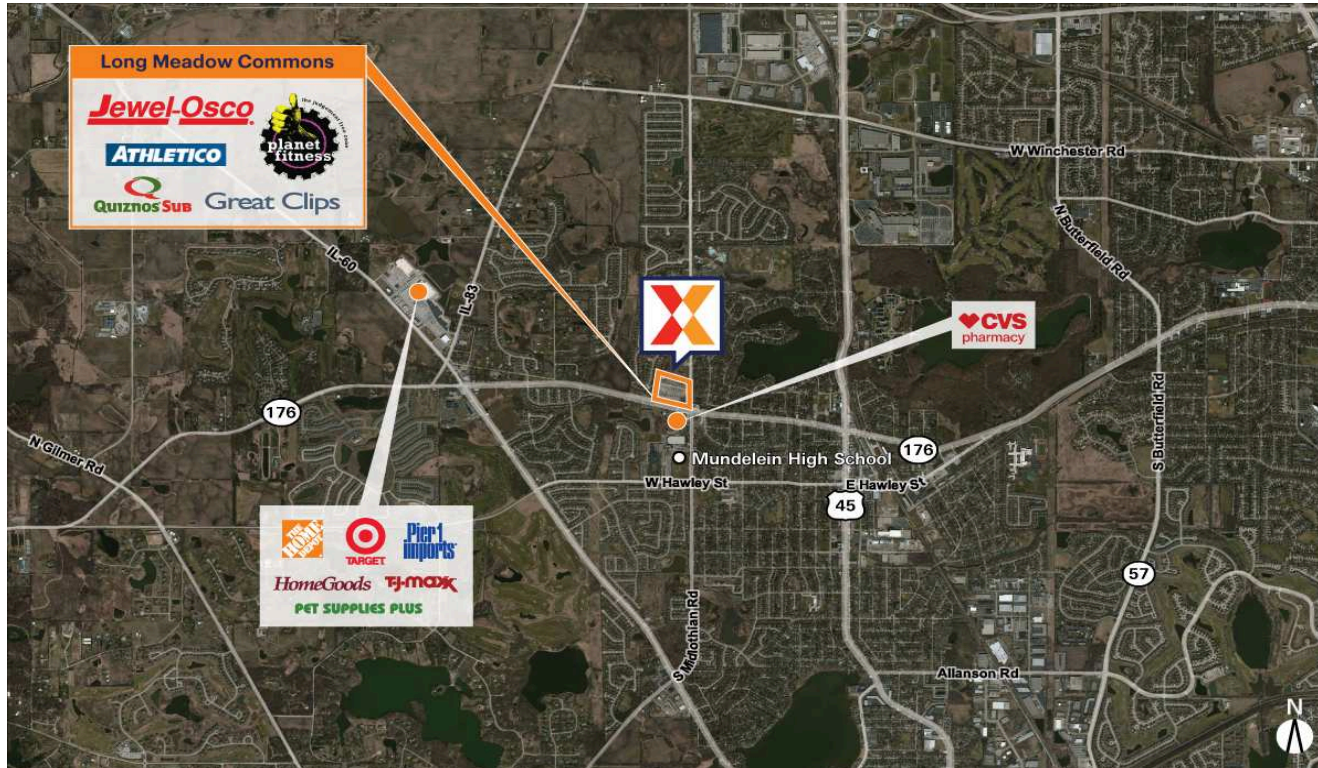 Long Meadow Commons
Jewel-Osco
the judgement free zone
planet
fitness
ATHLETICO
QUIZNOS SUB
Great Clips
W Winchester Rd
N Butterfield Rd
IL-60
IL-83
CVS
pharmacy
176
N Gilmer Rd
Mundelein High School
176
W Hawley St
E Hawley St
45
S Butterfield Rd
THE
HOME
DEPOT
TARGET
Pier 1
imports
HomeGoods
T·J·maxx
PET SUPPLIES PLUS
57
S Midlothian Rd
Allanson Rd
N